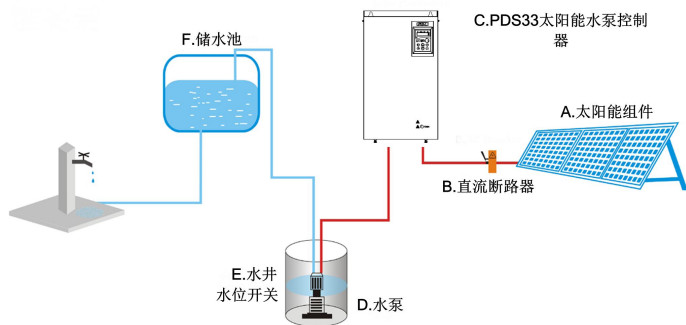 C.PDS33太阳能水泵控制
器
F.储水池
A.太阳能组件
B.直流断路器
E.水井
水位开关
D.水泵